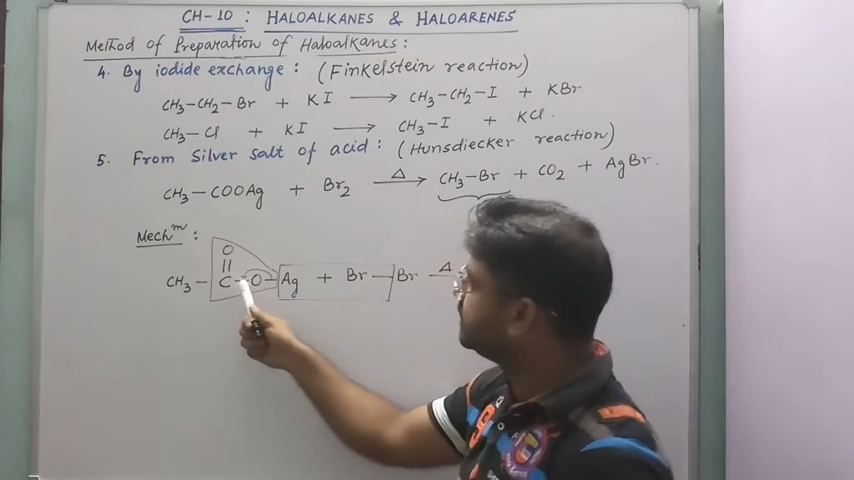 CH-10 : HALOALKANES & HALOARENES
Method of Preparation of Haloalkanes :
4. By iodide exchange : (Finkelstein reaction)
CH₃-CH₂-Br + KI ⟶ CH₃-CH₂-I + KBr
CH₃-Cl + KI ⟶ CH₃-I + KCl.
5. From Silver salt of acid : (Hunsdiecker reaction)
CH₃-COOAg + Br₂ △⟶ CH₃-Br + CO₂ + AgBr.
Mechᵐ :
O
||
CH₃-C-O-Ag + Br-Br △